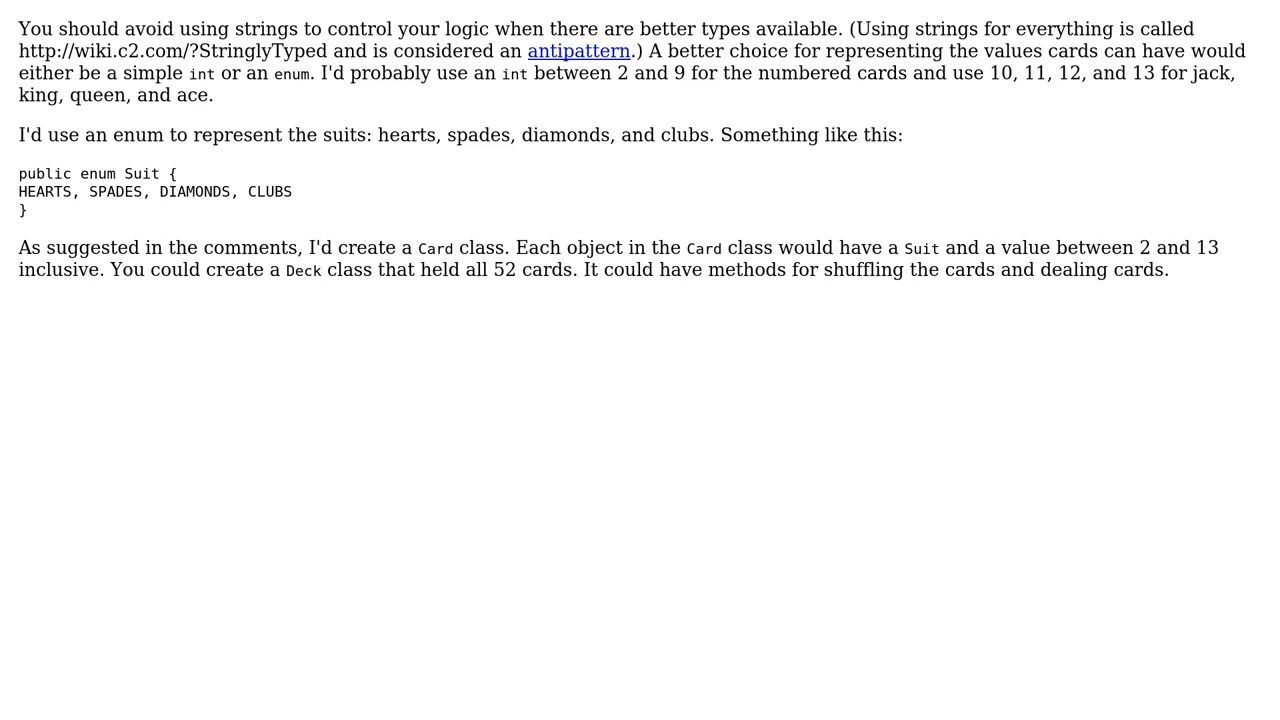 You should avoid using strings to control your logic when there are better types available. (Using strings for everything is called
http://wiki.c2.com/?StringlyTyped and is considered an antipattern.) A better choice for representing the values cards can have would
either be a simple int or an enum. I'd probably use an int between 2 and 9 for the numbered cards and use 10, 11, 12, and 13 for jack,
king, queen, and ace.
I'd use an enum to represent the suits: hearts, spades, diamonds, and clubs. Something like this:
public enum Suit {
HEARTS, SPADES, DIAMONDS, CLUBS
}
As suggested in the comments, I'd create a Card class. Each object in the Card class would have a Suit and a value between 2 and 13
inclusive. You could create a Deck class that held all 52 cards. It could have methods for shuffling the cards and dealing cards.